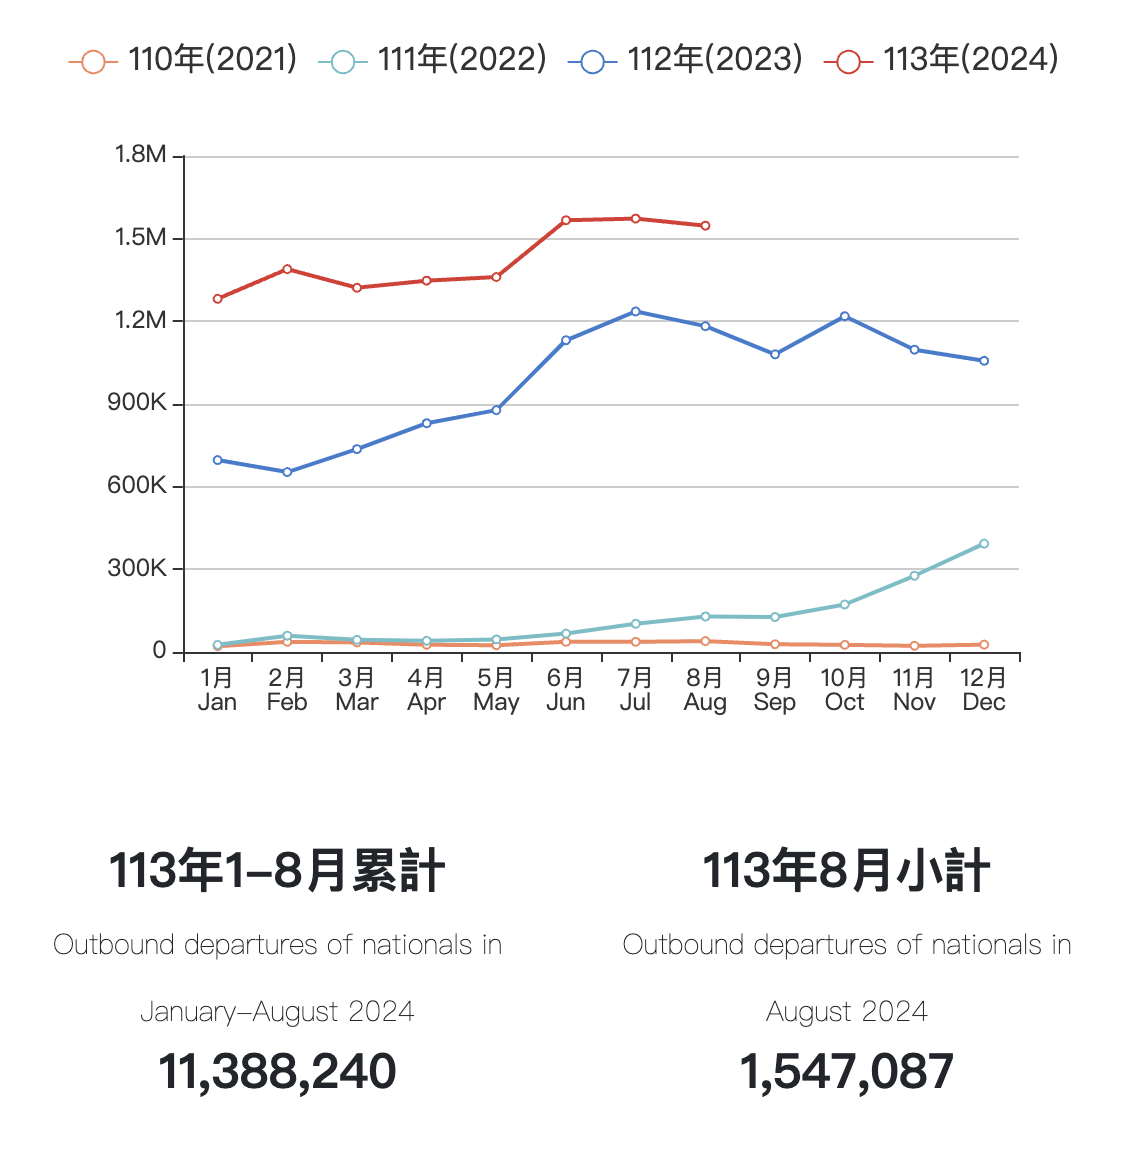 110年(2021) 111年(2022) 112年(2023) 113年(2024)
1.8M
1.5M
1.2M
900K
600K
300K
0
1月 2月 3月 4月 5月 6月 7月 8月 9月 10月 11月 12月
Jan Feb Mar Apr May Jun Jul Aug Sep Oct Nov Dec
113年1–8月累計
Outbound departures of nationals in
January–August 2024
11,388,240
113年8月小計
Outbound departures of nationals in
August 2024
1,547,087